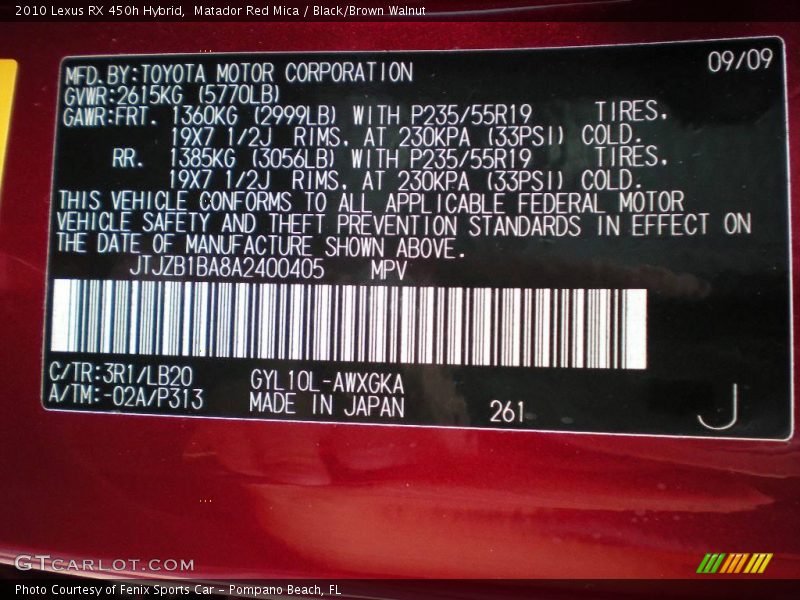 2010 Lexus RX 450h Hybrid,  Matador Red Mica / Black/Brown Walnut
09/09
MFD.BY:TOYOTA MOTOR CORPORATION
GVWR:2615KG (5770LB)
GAWR:FRT. 1360KG (2999LB) WITH P235/55R19 TIRES,
19X7 1/2J RIMS, AT 230KPA (33PSI) COLD.
RR. 1385KG (3056LB) WITH P235/55R19 TIRES,
19X7 1/2J RIMS, AT 230KPA (33PSI) COLD.
THIS VEHICLE CONFORMS TO ALL APPLICABLE FEDERAL MOTOR
VEHICLE SAFETY AND THEFT PREVENTION STANDARDS IN EFFECT ON
THE DATE OF MANUFACTURE SHOWN ABOVE.
JTJZB1BA8A2400405 MPV
C/TR:3R1/LB20 GYL10L-AWXGKA
A/TM:-02A/P313 MADE IN JAPAN 261 J
GTCARLOT.COM
Photo Courtesy of Fenix Sports Car - Pompano Beach, FL